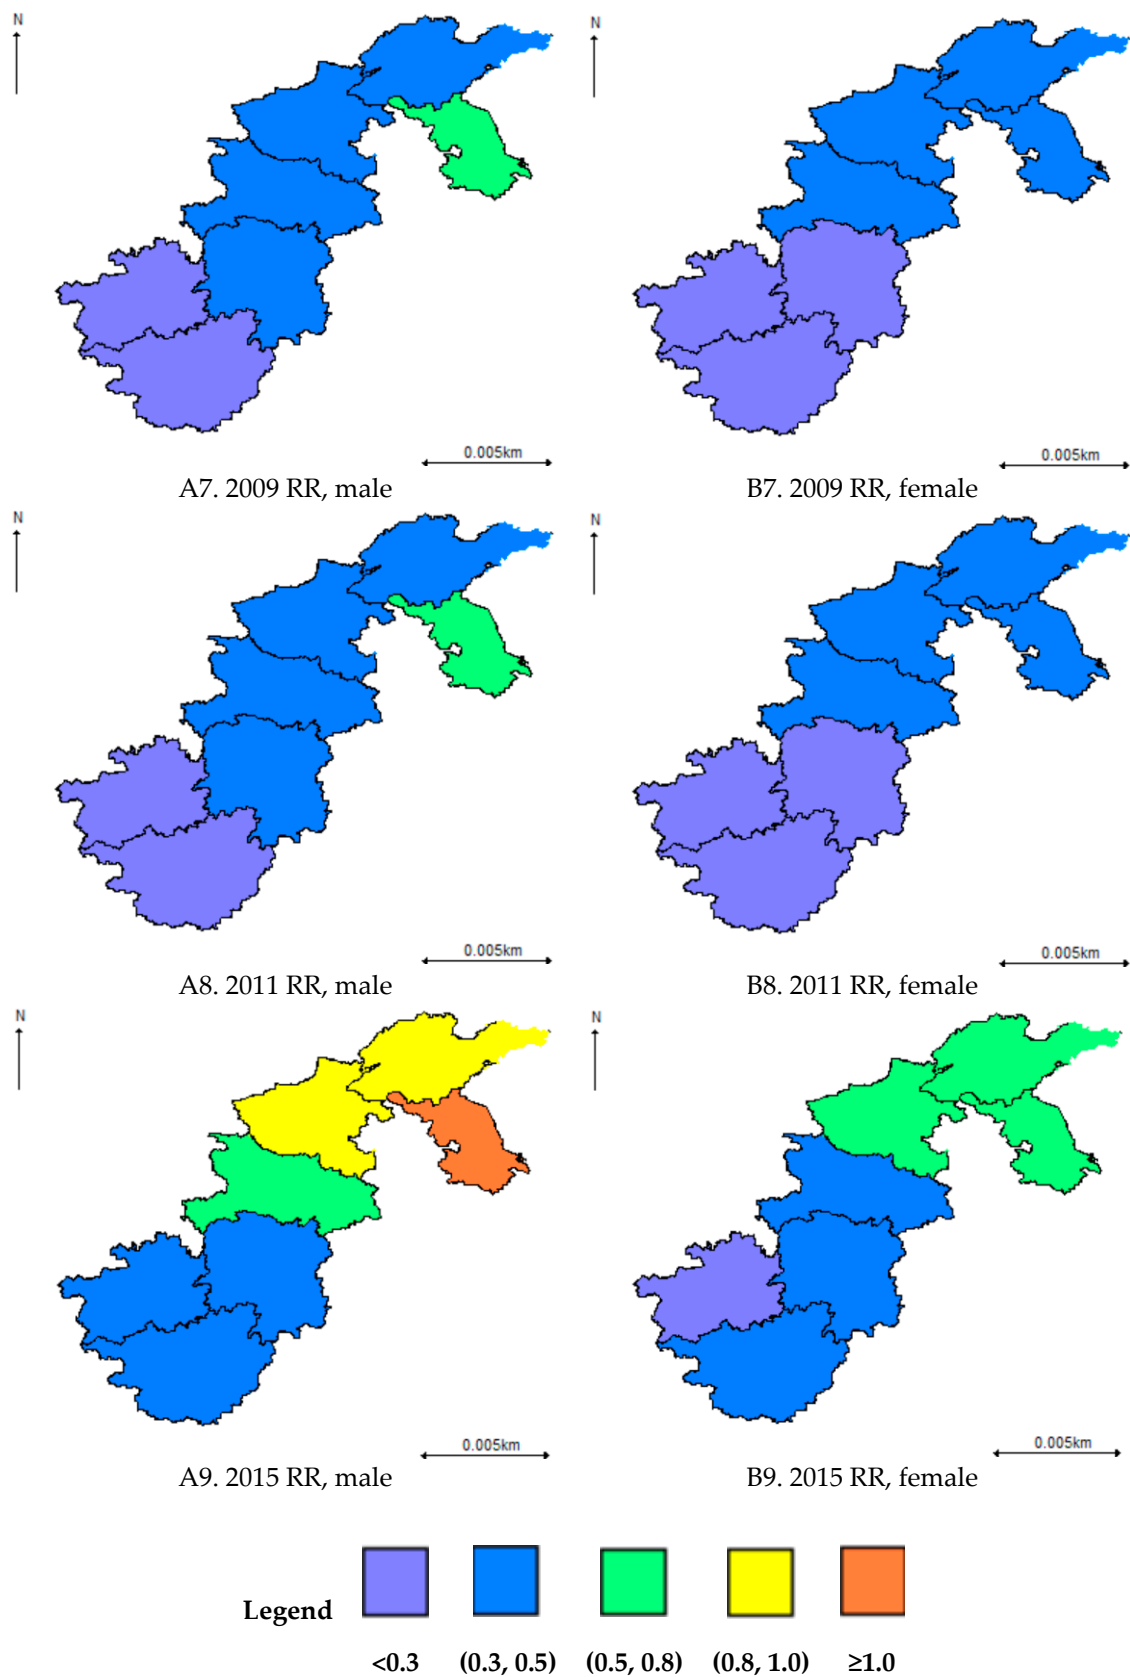 N
N
0.005km
0.005km
A7. 2009 RR, male
B7. 2009 RR, female
N
N
0.005km
0.005km
A8. 2011 RR, male
B8. 2011 RR, female
N
N
0.005km
0.005km
A9. 2015 RR, male
B9. 2015 RR, female
Legend
<0.3 (0.3, 0.5) (0.5, 0.8) (0.8, 1.0) ≥1.0